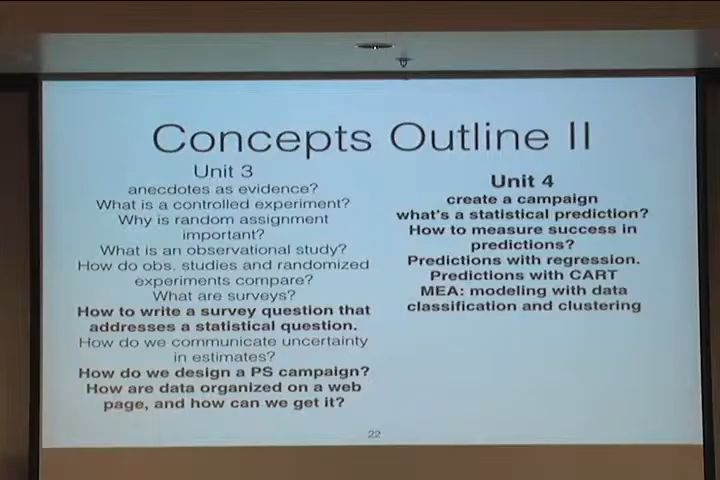 Concepts Outline II
Unit 3
anecdotes as evidence?
What is a controlled experiment?
Why is random assignment
important?
What is an observational study?
How do obs. studies and randomized
experiments compare?
What are surveys?
How to write a survey question that
addresses a statistical question.
How do we communicate uncertainty
in estimates?
How do we design a PS campaign?
How are data organized on a web
page, and how can we get it?
Unit 4
create a campaign
what's a statistical prediction?
How to measure success in
predictions?
Predictions with regression.
Predictions with CART
MEA: modeling with data
classification and clustering
22